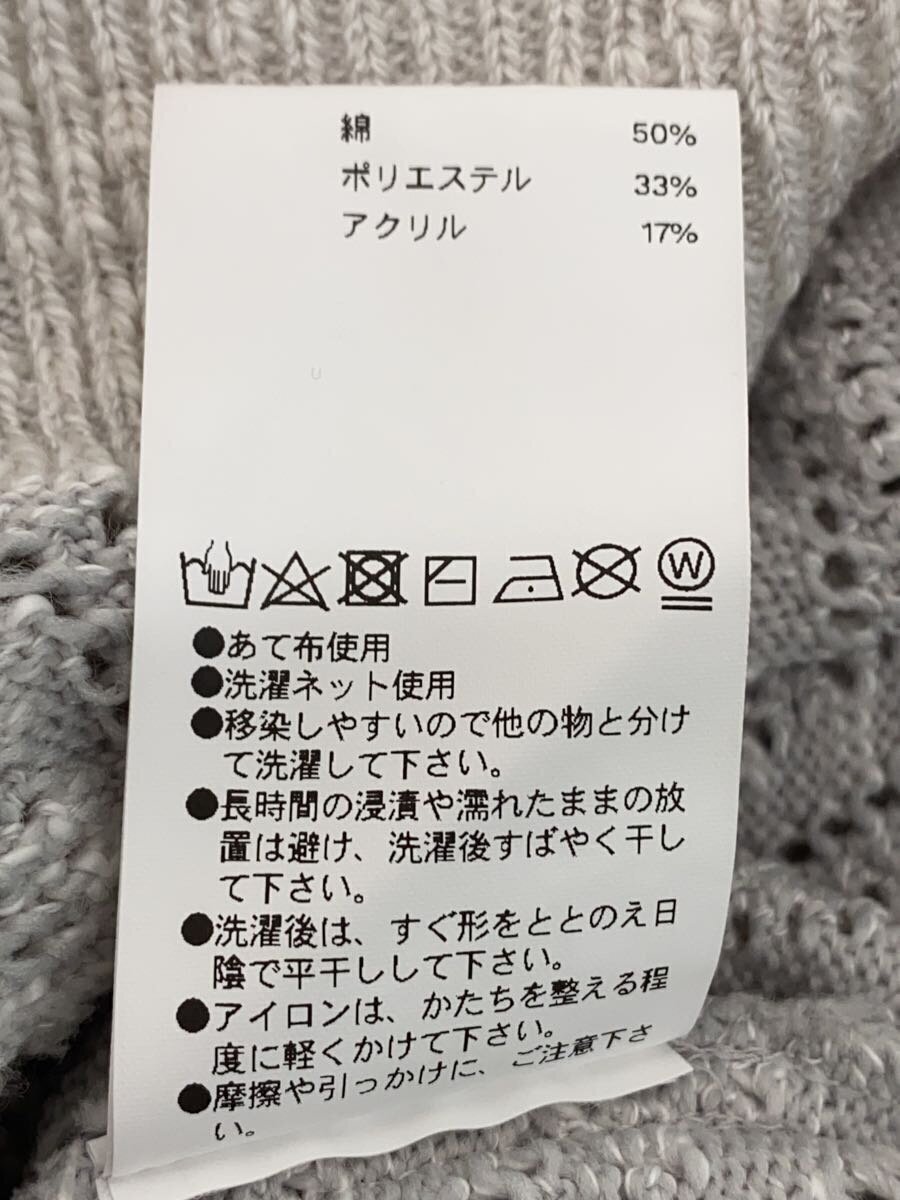 綿 50%
ポリエステル 33%
アクリル 17%
U
W
●あて布使用
●洗濯ネット使用
●移染しやすいので他の物と分け
て洗濯して下さい。
●長時間の浸漬や濡れたままの放
置は避け、洗濯後すばやく干し
て下さい。
●洗濯後は、すぐ形をととのえ日
陰で平干しして下さい。
●アイロンは、かたちを整える程
度に軽くかけて下さい。
●摩擦や引っかけに、ご注意下さ
い。